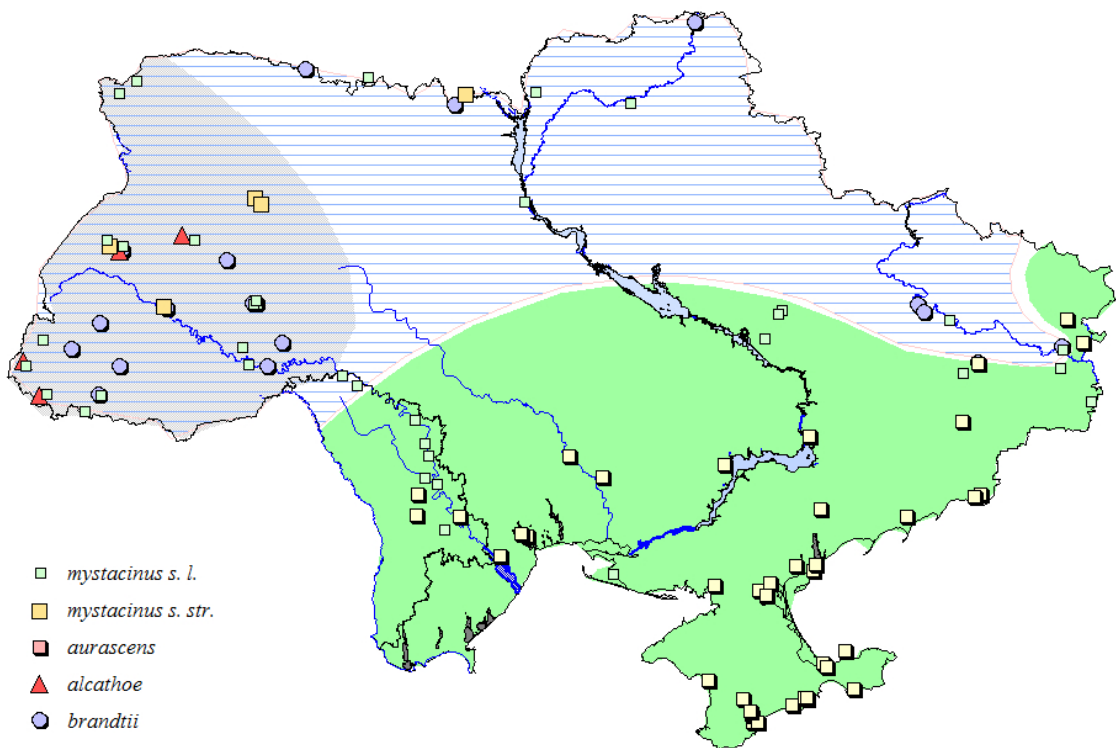 mystacinus s. l.
mystacinus s. str.
aurascens
alcathoe
brandtii